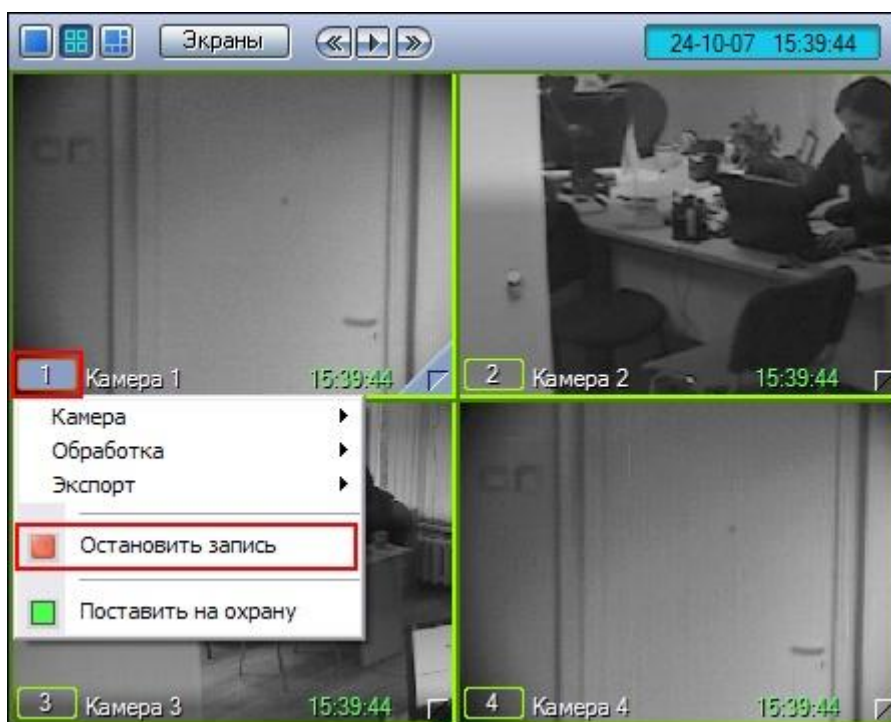 Экраны 24-10-07 15:39:44
1 Камера 1 15:39:44
2 Камера 2 15:39:44
Камера
Обработка
Экспорт
Остановить запись
Поставить на охрану
3 Камера 3 15:39:44
4 Камера 4 15:39:44